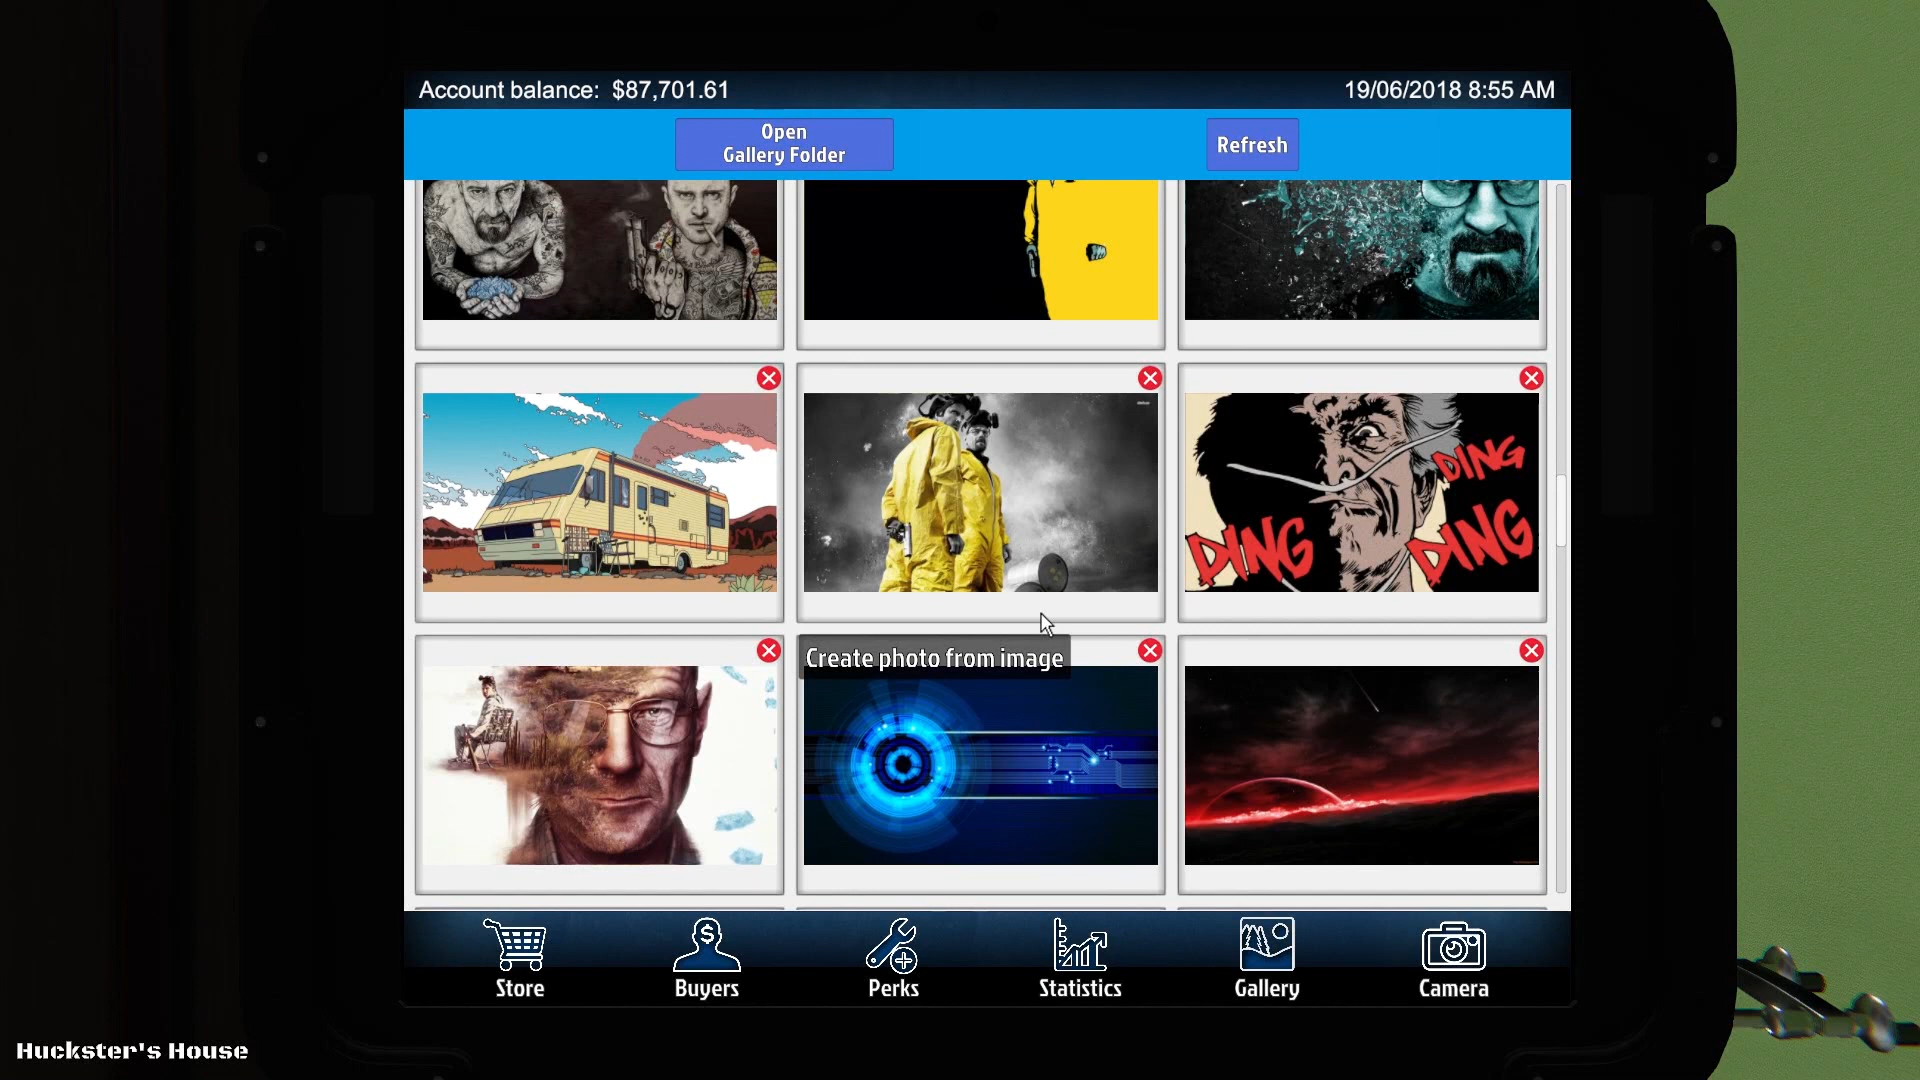 Account balance: $87,701.61
19/06/2018 8:55 AM
Open
Gallery Folder
Refresh
DING
DING
DING
Create photo from image
Store
Buyers
Perks
Statistics
Gallery
Camera
Huckster's House